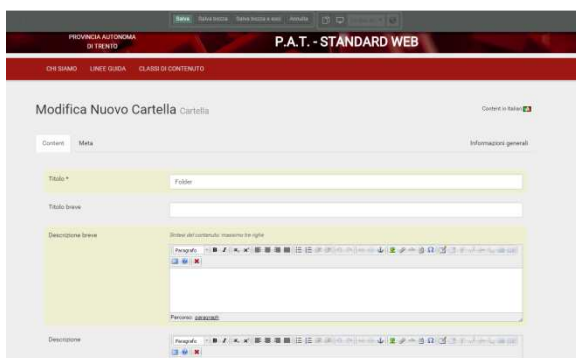 Salva Salva bozza Salva bozza e esci Annulla
PROVINCIA AUTONOMA
DI TRENTO
P.A.T. - STANDARD WEB
CHI SIAMO LINEE GUIDA CLASSI DI CONTENUTO
Modifica Nuovo Cartella Cartella
Content in Italian
Content Meta Informazioni generali
Titolo *
Folder
Titolo breve
Descrizione breve
Sintesi del contenuto: massimo tre righe
Paragrafo
Percorso: paragraph
Descrizione
Paragrafo